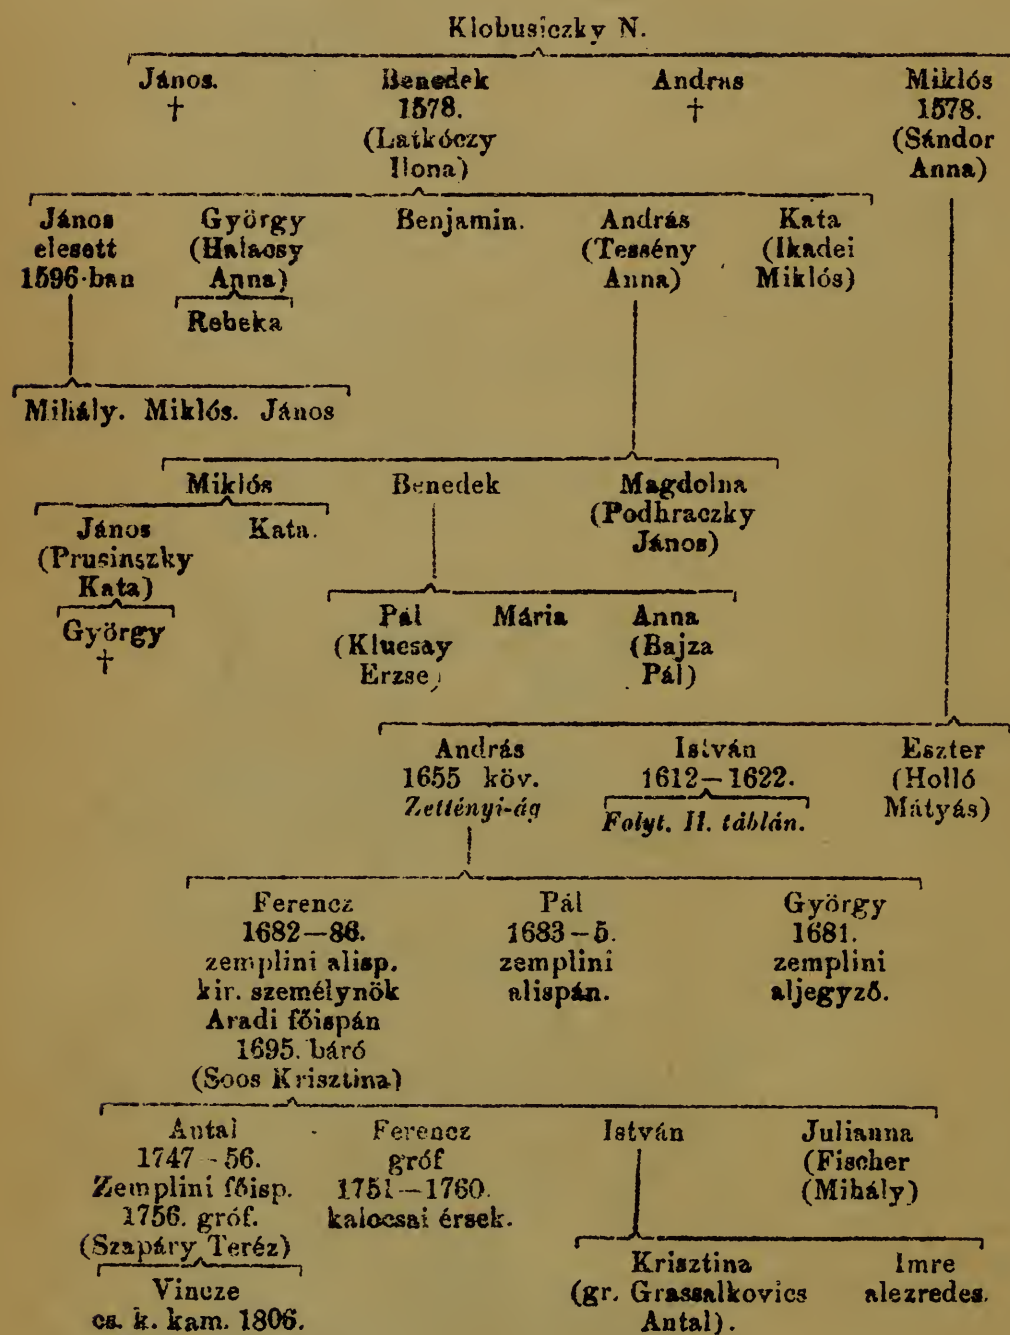 Klobusiczky N.
János. Benedek András Miklós
† 1578. † 1578.
(Latkóczy (Sándor
Ilona) Anna)
János György Benjamin. András Kata
elesett (Halacsy (Tessény (Ikadei
1596-ban Anna) Anna) Miklós)
Rebeka
Mihály. Miklós. János
Miklós Benedek Magdolna
(Podhraczky
János Kata. János)
(Prusinszky
Kata)
Pál Mária Anna
György (Klucsay (Bajza
† Erzse) Pál)
András István Eszter
1655 köv. 1612–1622. (Holló
Zettényi-ág Folyt. II. táblán. Mátyás)
Ferencz Pál György
1682–86. 1683–5. 1681.
zemplini alisp. zemplini zemplini
kir. személynök alispán. aljegyző.
Aradi főispán
1695. báró
(Soos Krisztina)
Antal Ferencz István Julianna
1747–56. gróf (Fischer
Zemplini főisp. 1751–1760. (Mihály)
1756. gróf. kalocsai érsek.
(Szapáry Teréz)
Krisztina Imre
Vincze (gr. Grassalkovics alezredes.
cs. k. kam. 1806. Antal).